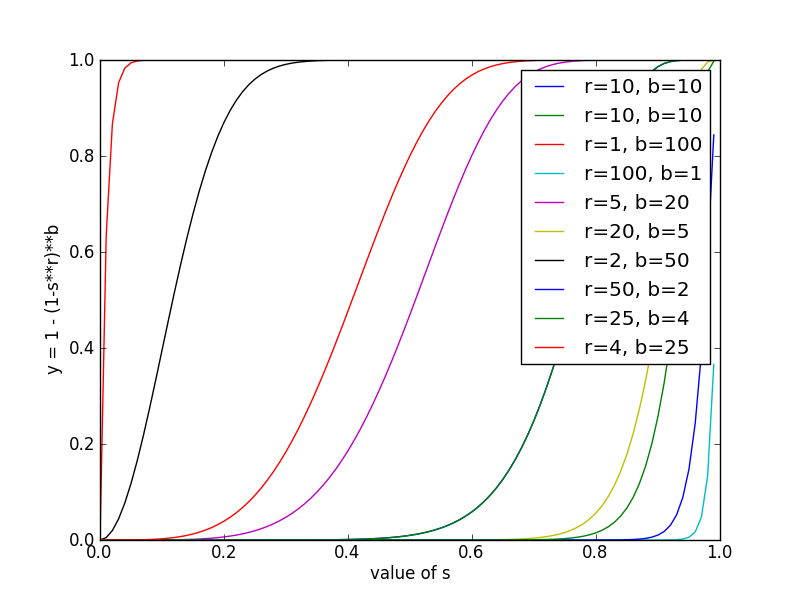 1.0
0.8
0.6
0.4
0.2
0.0
y = 1 - (1-s**r)**b
r=10, b=10
r=10, b=10
r=1, b=100
r=100, b=1
r=5, b=20
r=20, b=5
r=2, b=50
r=50, b=2
r=25, b=4
r=4, b=25
0.0 0.2 0.4 0.6 0.8 1.0
value of s